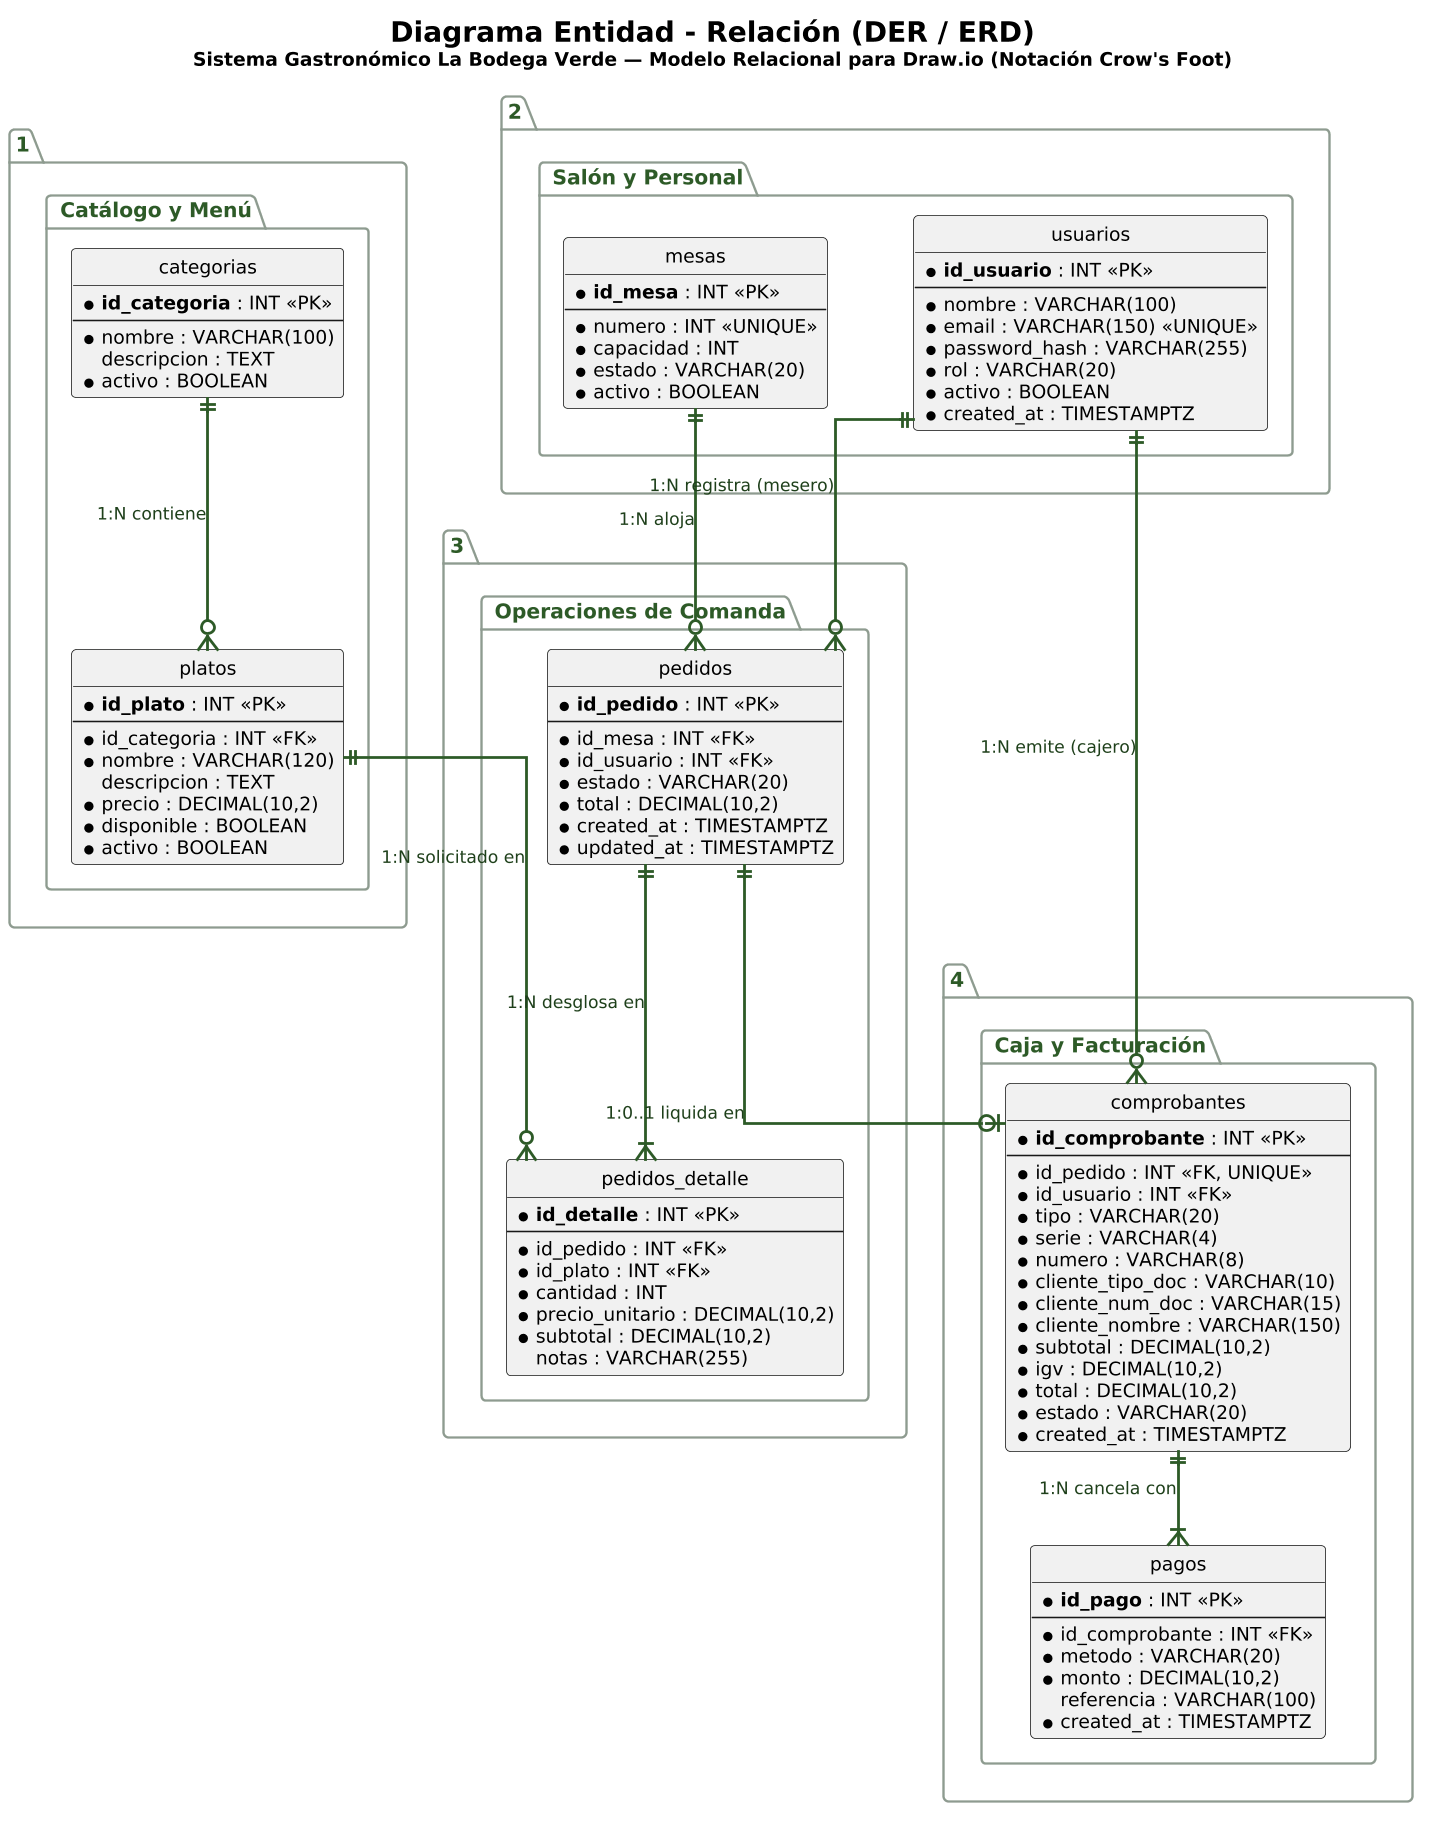 Diagrama Entidad - Relación (DER / ERD)
Sistema Gastronómico La Bodega Verde — Modelo Relacional para Draw.io (Notación Crow's Foot)
1
Catálogo y Menú
categorias
id_categoria : INT «PK»
nombre : VARCHAR(100)
descripcion : TEXT
activo : BOOLEAN
1:N contiene
platos
id_plato : INT «PK»
id_categoria : INT «FK»
nombre : VARCHAR(120)
descripcion : TEXT
precio : DECIMAL(10,2)
disponible : BOOLEAN
activo : BOOLEAN
1:N solicitado en
2
Salón y Personal
mesas
id_mesa : INT «PK»
numero : INT «UNIQUE»
capacidad : INT
estado : VARCHAR(20)
activo : BOOLEAN
usuarios
id_usuario : INT «PK»
nombre : VARCHAR(100)
email : VARCHAR(150) «UNIQUE»
password_hash : VARCHAR(255)
rol : VARCHAR(20)
activo : BOOLEAN
created_at : TIMESTAMPTZ
1:N registra (mesero)
1:N aloja
1:N emite (cajero)
3
Operaciones de Comanda
pedidos
id_pedido : INT «PK»
id_mesa : INT «FK»
id_usuario : INT «FK»
estado : VARCHAR(20)
total : DECIMAL(10,2)
created_at : TIMESTAMPTZ
updated_at : TIMESTAMPTZ
1:N desglosa en
1:0..1 liquida en
pedidos_detalle
id_detalle : INT «PK»
id_pedido : INT «FK»
id_plato : INT «FK»
cantidad : INT
precio_unitario : DECIMAL(10,2)
subtotal : DECIMAL(10,2)
notas : VARCHAR(255)
4
Caja y Facturación
comprobantes
id_comprobante : INT «PK»
id_pedido : INT «FK, UNIQUE»
id_usuario : INT «FK»
tipo : VARCHAR(20)
serie : VARCHAR(4)
numero : VARCHAR(8)
cliente_tipo_doc : VARCHAR(10)
cliente_num_doc : VARCHAR(15)
cliente_nombre : VARCHAR(150)
subtotal : DECIMAL(10,2)
igv : DECIMAL(10,2)
total : DECIMAL(10,2)
estado : VARCHAR(20)
created_at : TIMESTAMPTZ
1:N cancela con
pagos
id_pago : INT «PK»
id_comprobante : INT «FK»
metodo : VARCHAR(20)
monto : DECIMAL(10,2)
referencia : VARCHAR(100)
created_at : TIMESTAMPTZ